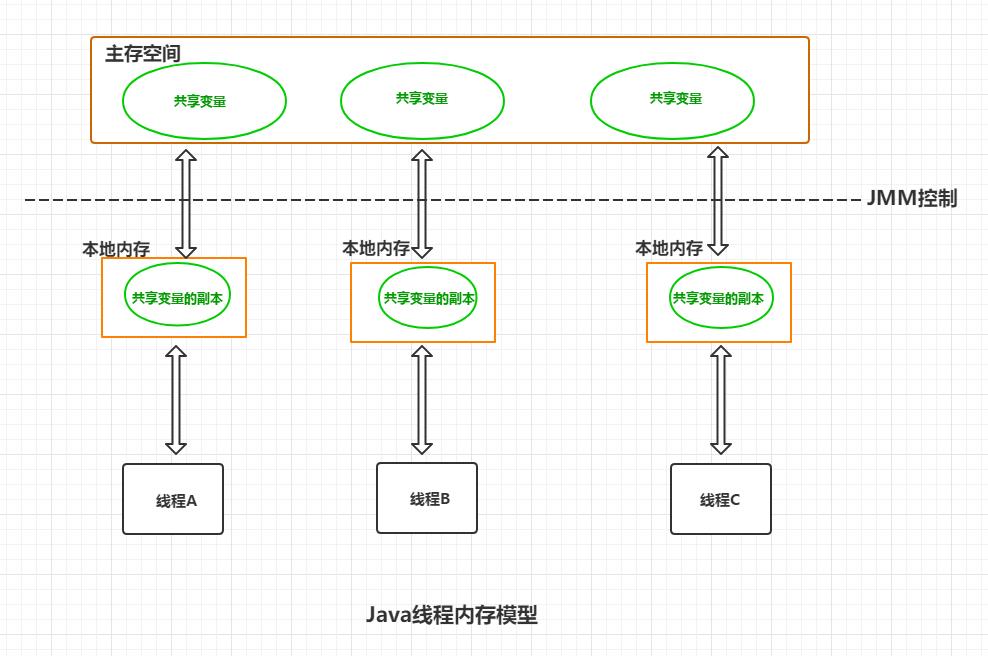 主存空间
共享变量
共享变量
共享变量
JMM控制
本地内存
本地内存
本地内存
共享变量的副本
共享变量的副本
共享变量的副本
线程A
线程B
线程C
Java线程内存模型